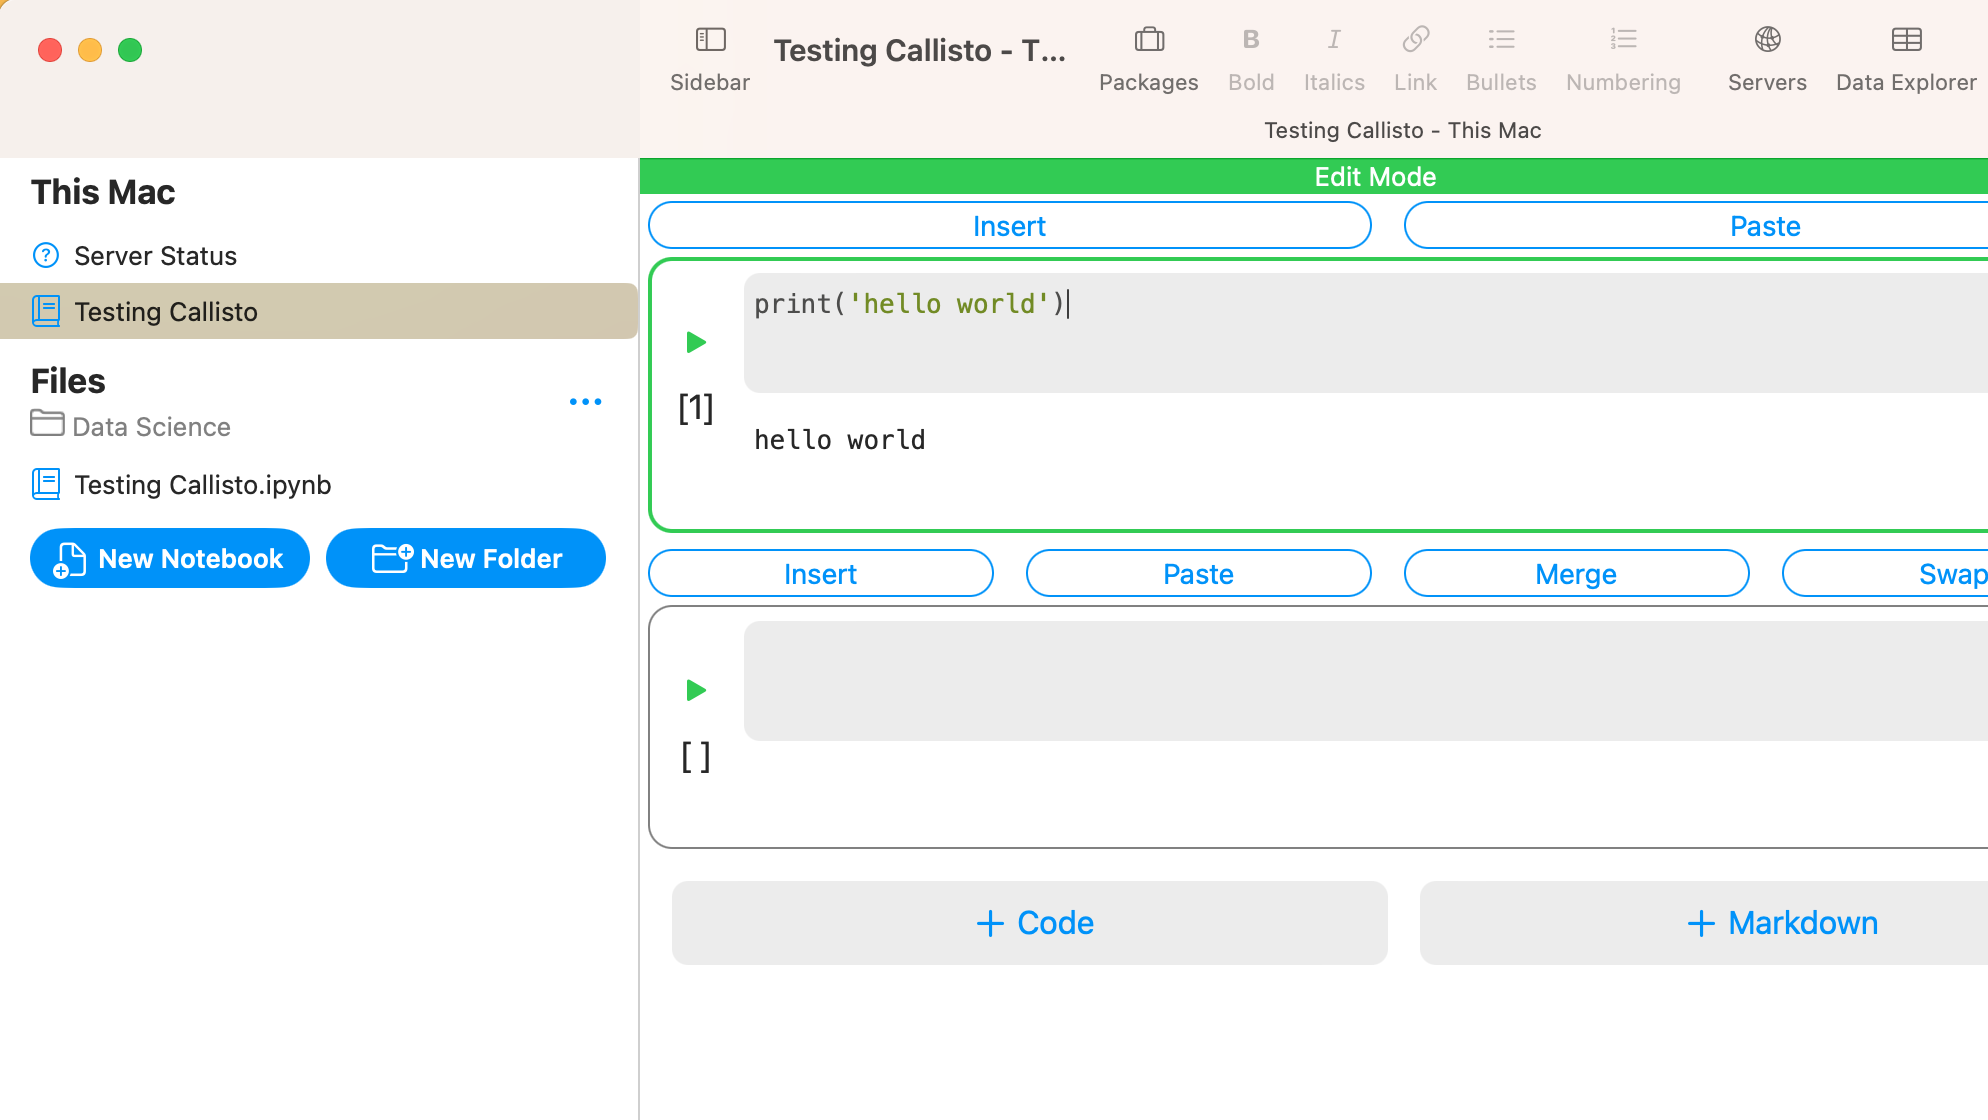 Testing Callisto - T...
Sidebar
Packages
Bold
Italics
Link
Bullets
Numbering
Servers
Data Explorer
Testing Callisto - This Mac
This Mac
Server Status
Testing Callisto
Files
Data Science
Testing Callisto.ipynb
New Notebook
New Folder
Edit Mode
Insert
Paste
print('hello world')
[1]
hello world
Insert
Paste
Merge
Swap
[ ]
+ Code
+ Markdown